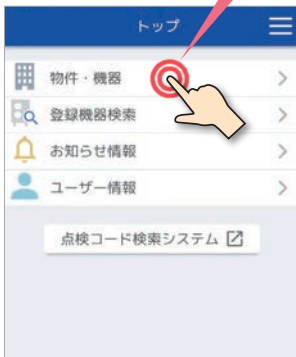 トップ
物件・機器
登録機器検索
お知らせ情報
ユーザー情報
点検コード検索システム